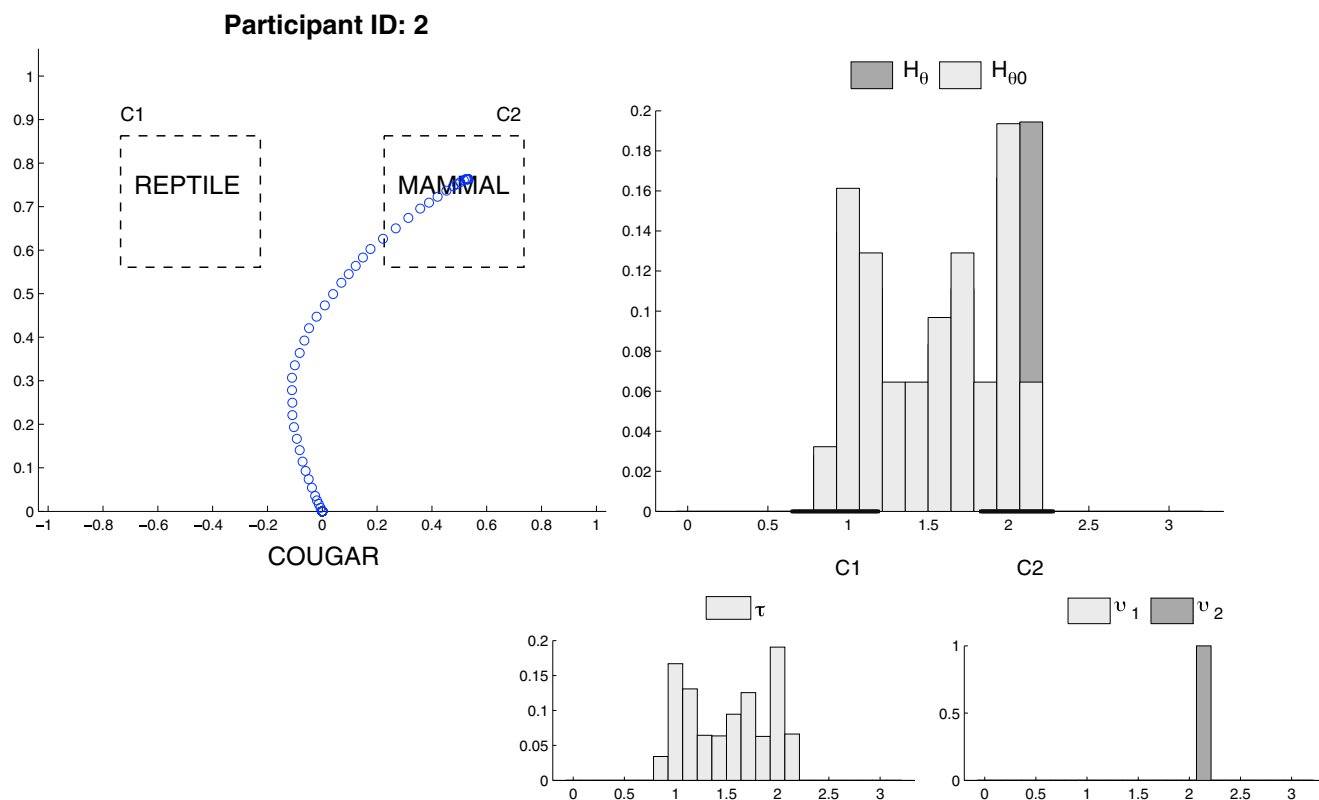 Participant ID: 2
1
0.9
0.8
0.7
0.6
0.5
0.4
0.3
0.2
0.1
0
C1
C2
REPTILE
MAMMAL
−1 −0.8 −0.6 −0.4 −0.2 0 0.2 0.4 0.6 0.8 1
COUGAR
Hθ Hθ0
0.2
0.18
0.16
0.14
0.12
0.1
0.08
0.06
0.04
0.02
0
0 0.5 1 1.5 2 2.5 3
C1 C2
τ
0.2
0.15
0.1
0.05
0
0 0.5 1 1.5 2 2.5 3
υ 1 υ 2
1
0.5
0
0 0.5 1 1.5 2 2.5 3